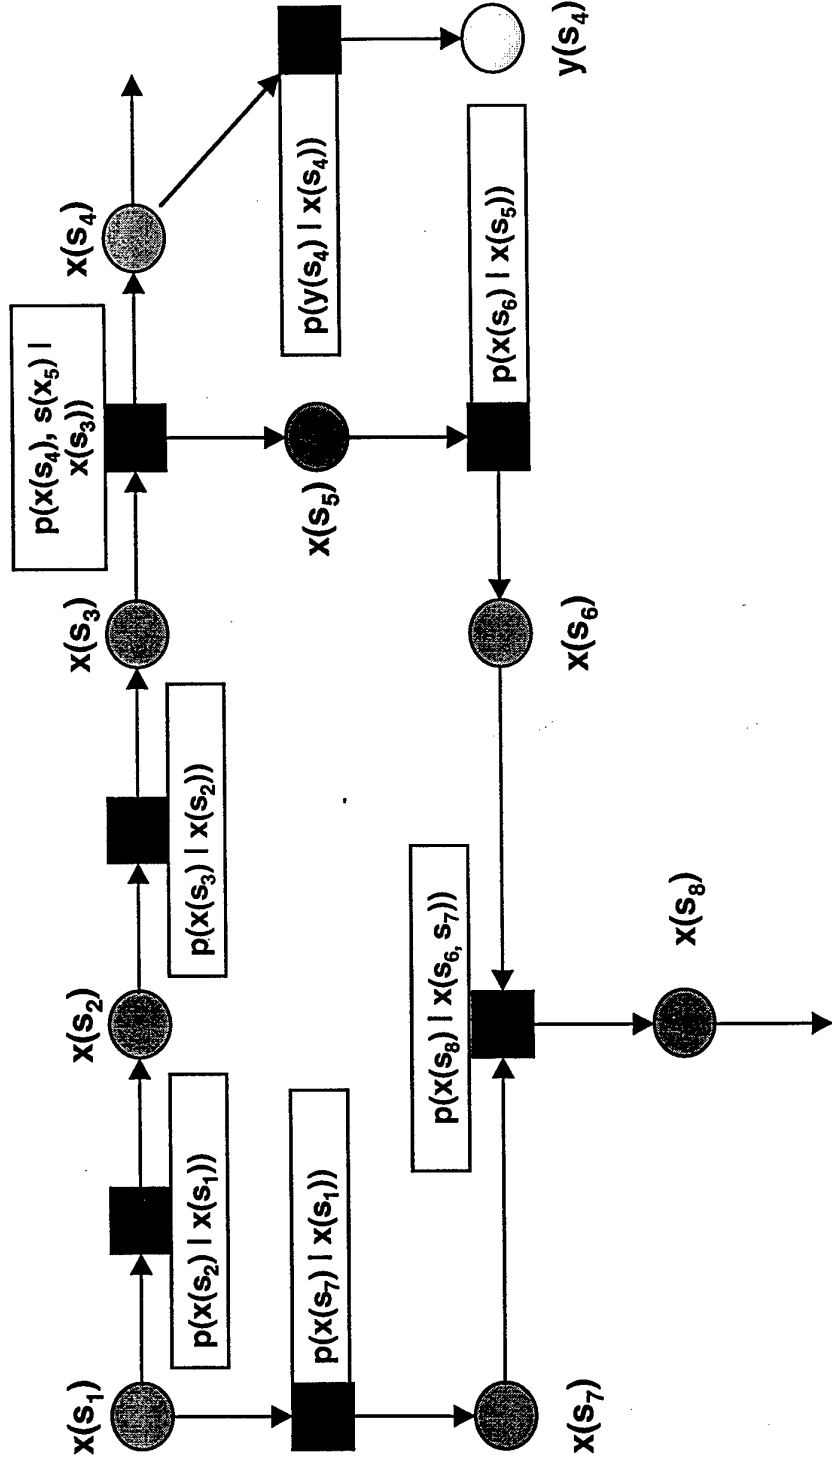 p(x(s₄), s(x₅) |
x(s₃))
x(s₁)
x(s₂)
x(s₃)
x(s₄)
p(x(s₂) | x(s₁))
p(x(s₃) | x(s₂))
p(x(s₇) | x(s₁))
x(s₅)
p(y(s₄) | x(s₄))
p(x(s₈) | x(s₆, s₇))
p(x(s₆) | x(s₅))
x(s₇)
x(s₆)
y(s₄)
x(s₈)